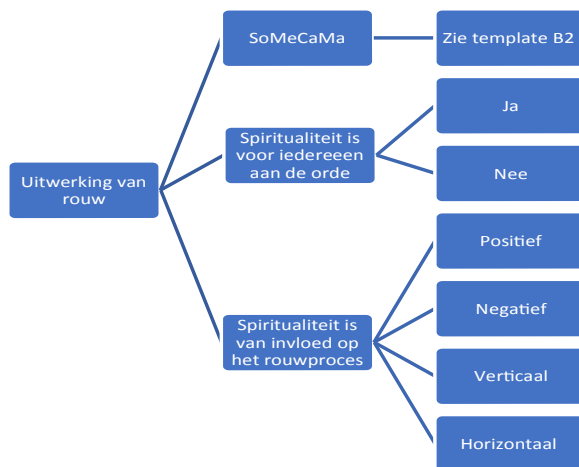 SoMeCaMa
Zie template B2
Ja
Spiritualiteit is
voor iedereeen
aan de orde
Nee
Uitwerking van
rouw
Positief
Negatief
Spiritualiteit is
van invloed op
het rouwproces
Verticaal
Horizontaal